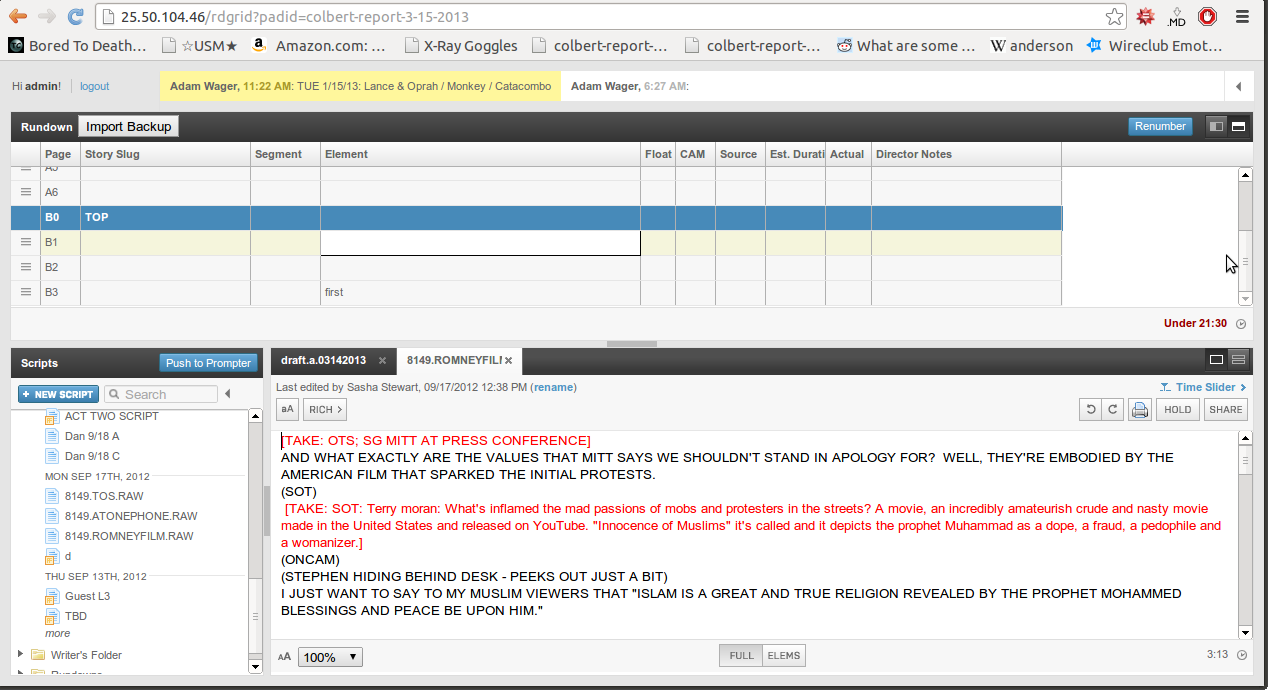 25.50.104.46/rdgrid?padid=colbert-report-3-15-2013
.MD
Bored To Death... ☆USM★ Amazon.com: ... X-Ray Goggles colbert-report-... colbert-report-... What are some ... W anderson Wireclub Emot...
Hi admin! logout Adam Wager, 11:22 AM: TUE 1/15/13: Lance & Oprah / Monkey / Catacombo Adam Wager, 6:27 AM:
Rundown Import Backup Renumber
Page Story Slug Segment Element Float CAM Source Est. Durati Actual Director Notes
A5
A6
B0 TOP
B1
B2
B3 first
Under 21:30
Scripts Push to Prompter
+ NEW SCRIPT Search
ACT TWO SCRIPT
Dan 9/18 A
Dan 9/18 C
MON SEP 17TH, 2012
8149.TOS.RAW
8149.ATONEPHONE.RAW
8149.ROMNEYFILM.RAW
d
THU SEP 13TH, 2012
Guest L3
TBD
more
Writer's Folder
Rundowns
draft.a.03142013 × 8149.ROMNEYFILI ×
Last edited by Sasha Stewart, 09/17/2012 12:38 PM (rename) Time Slider >
aA RICH > HOLD SHARE
[TAKE: OTS; SG MITT AT PRESS CONFERENCE]
AND WHAT EXACTLY ARE THE VALUES THAT MITT SAYS WE SHOULDN'T STAND IN APOLOGY FOR? WELL, THEY'RE EMBODIED BY THE
AMERICAN FILM THAT SPARKED THE INITIAL PROTESTS.
(SOT)
[TAKE: SOT: Terry moran: What's inflamed the mad passions of mobs and protesters in the streets? A movie, an incredibly amateurish crude and nasty movie
made in the United States and released on YouTube. "Innocence of Muslims" it's called and it depicts the prophet Muhammad as a dope, a fraud, a pedophile and
a womanizer.]
(ONCAM)
(STEPHEN HIDING BEHIND DESK - PEEKS OUT JUST A BIT)
I JUST WANT TO SAY TO MY MUSLIM VIEWERS THAT "ISLAM IS A GREAT AND TRUE RELIGION REVEALED BY THE PROPHET MOHAMMED
BLESSINGS AND PEACE BE UPON HIM."
aA 100% FULL ELEMS 3:13